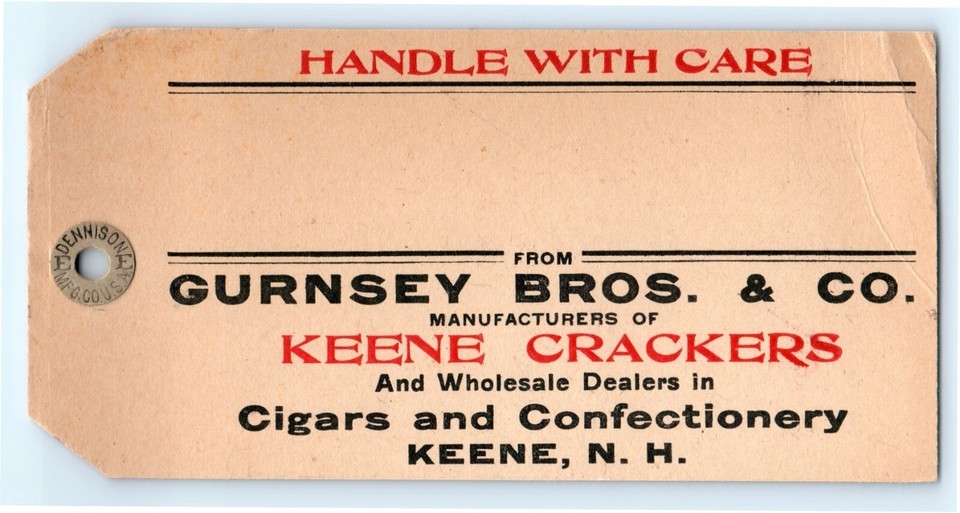 HANDLE WITH CARE
DENNISON
MFG.CO.U.S.A.
FROM
GURNSEY BROS. & CO.
MANUFACTURERS OF
KEENE CRACKERS
And Wholesale Dealers in
Cigars and Confectionery
KEENE, N. H.